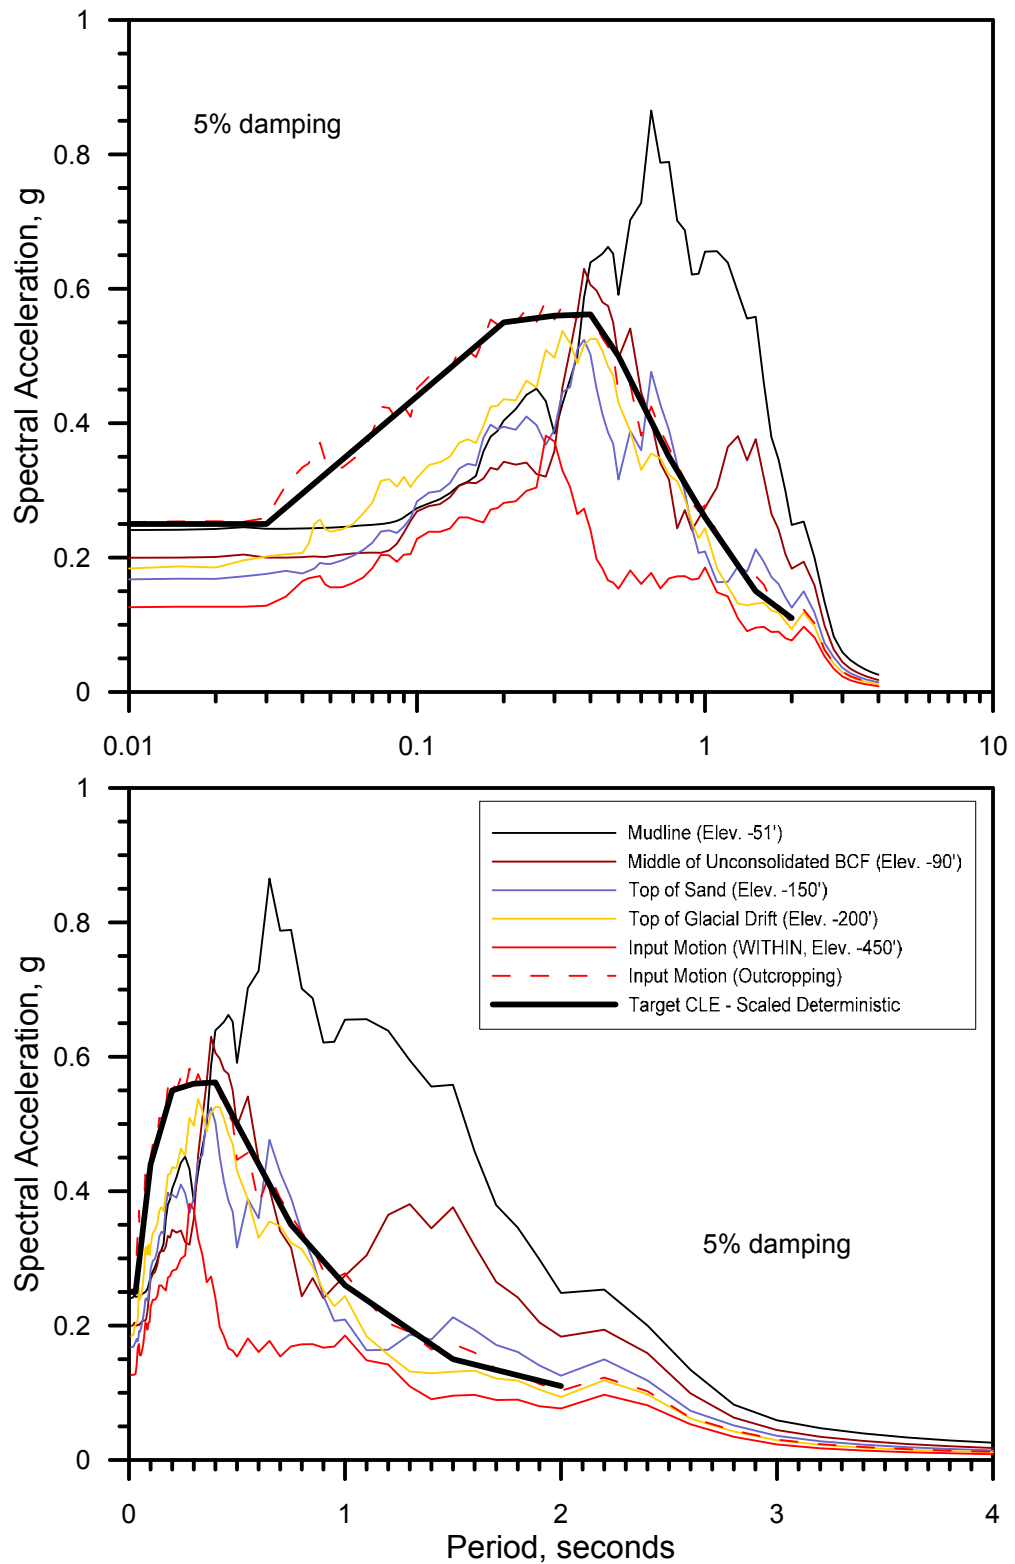 1
0.8
0.6
0.4
0.2
0
Spectral Acceleration, g
5% damping
0.01
0.1
1
10
1
0.8
0.6
0.4
0.2
0
Spectral Acceleration, g
Mudline (Elev. -51')
Middle of Unconsolidated BCF (Elev. -90')
Top of Sand (Elev. -150')
Top of Glacial Drift (Elev. -200')
Input Motion (WITHIN, Elev. -450')
Input Motion (Outcropping)
Target CLE - Scaled Deterministic
5% damping
0
1
2
3
4
Period, seconds